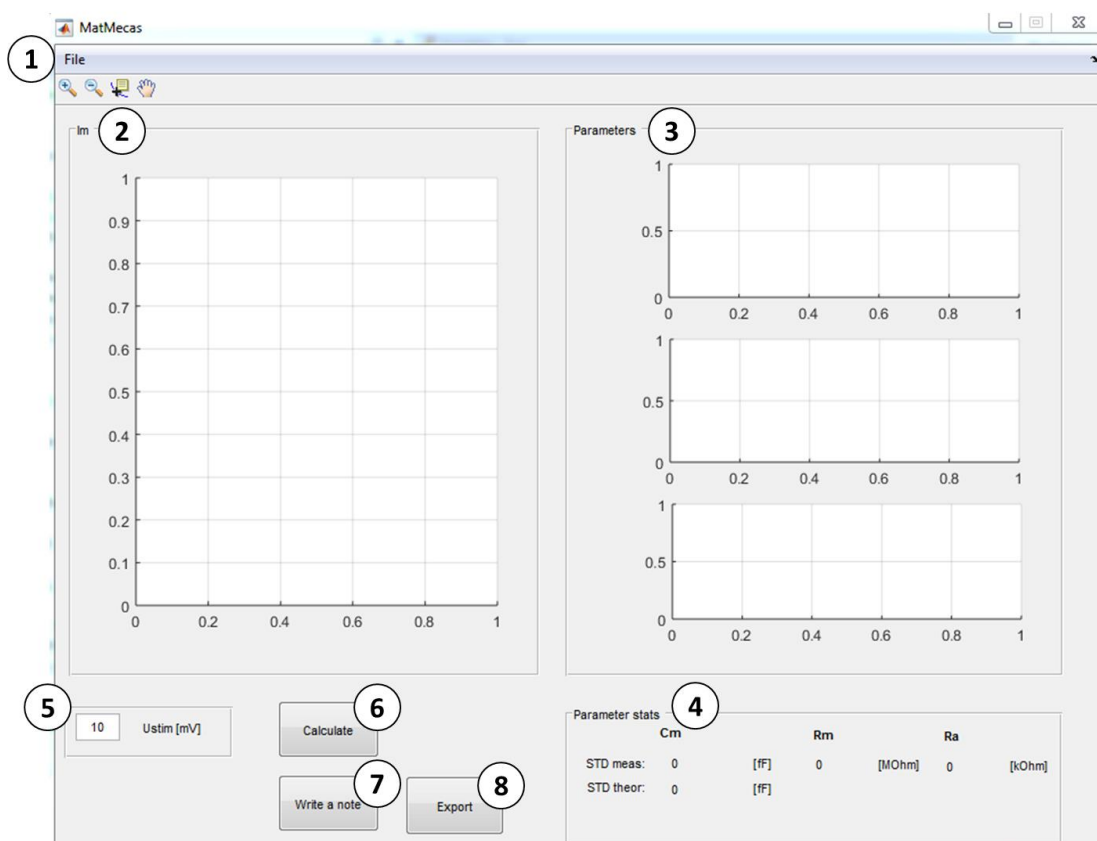 MatMecas
1
File
Im
2
1
0.9
0.8
0.7
0.6
0.5
0.4
0.3
0.2
0.1
0
0 0.2 0.4 0.6 0.8 1
Parameters
3
1
0.5
0
0 0.2 0.4 0.6 0.8 1
1
0.5
0
0 0.2 0.4 0.6 0.8 1
1
0.5
0
0 0.2 0.4 0.6 0.8 1
5
10 Ustim [mV]
6
Calculate
7
Write a note
8
Export
Parameter stats
4
Cm Rm Ra
STD meas: 0 [fF] 0 [MOhm] 0 [kOhm]
STD theor: 0 [fF]